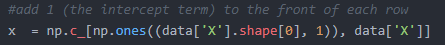 #add 1 (the intercept term) to the front of each row
x  = np.c_[np.ones((data['X'].shape[0], 1)), data['X']]